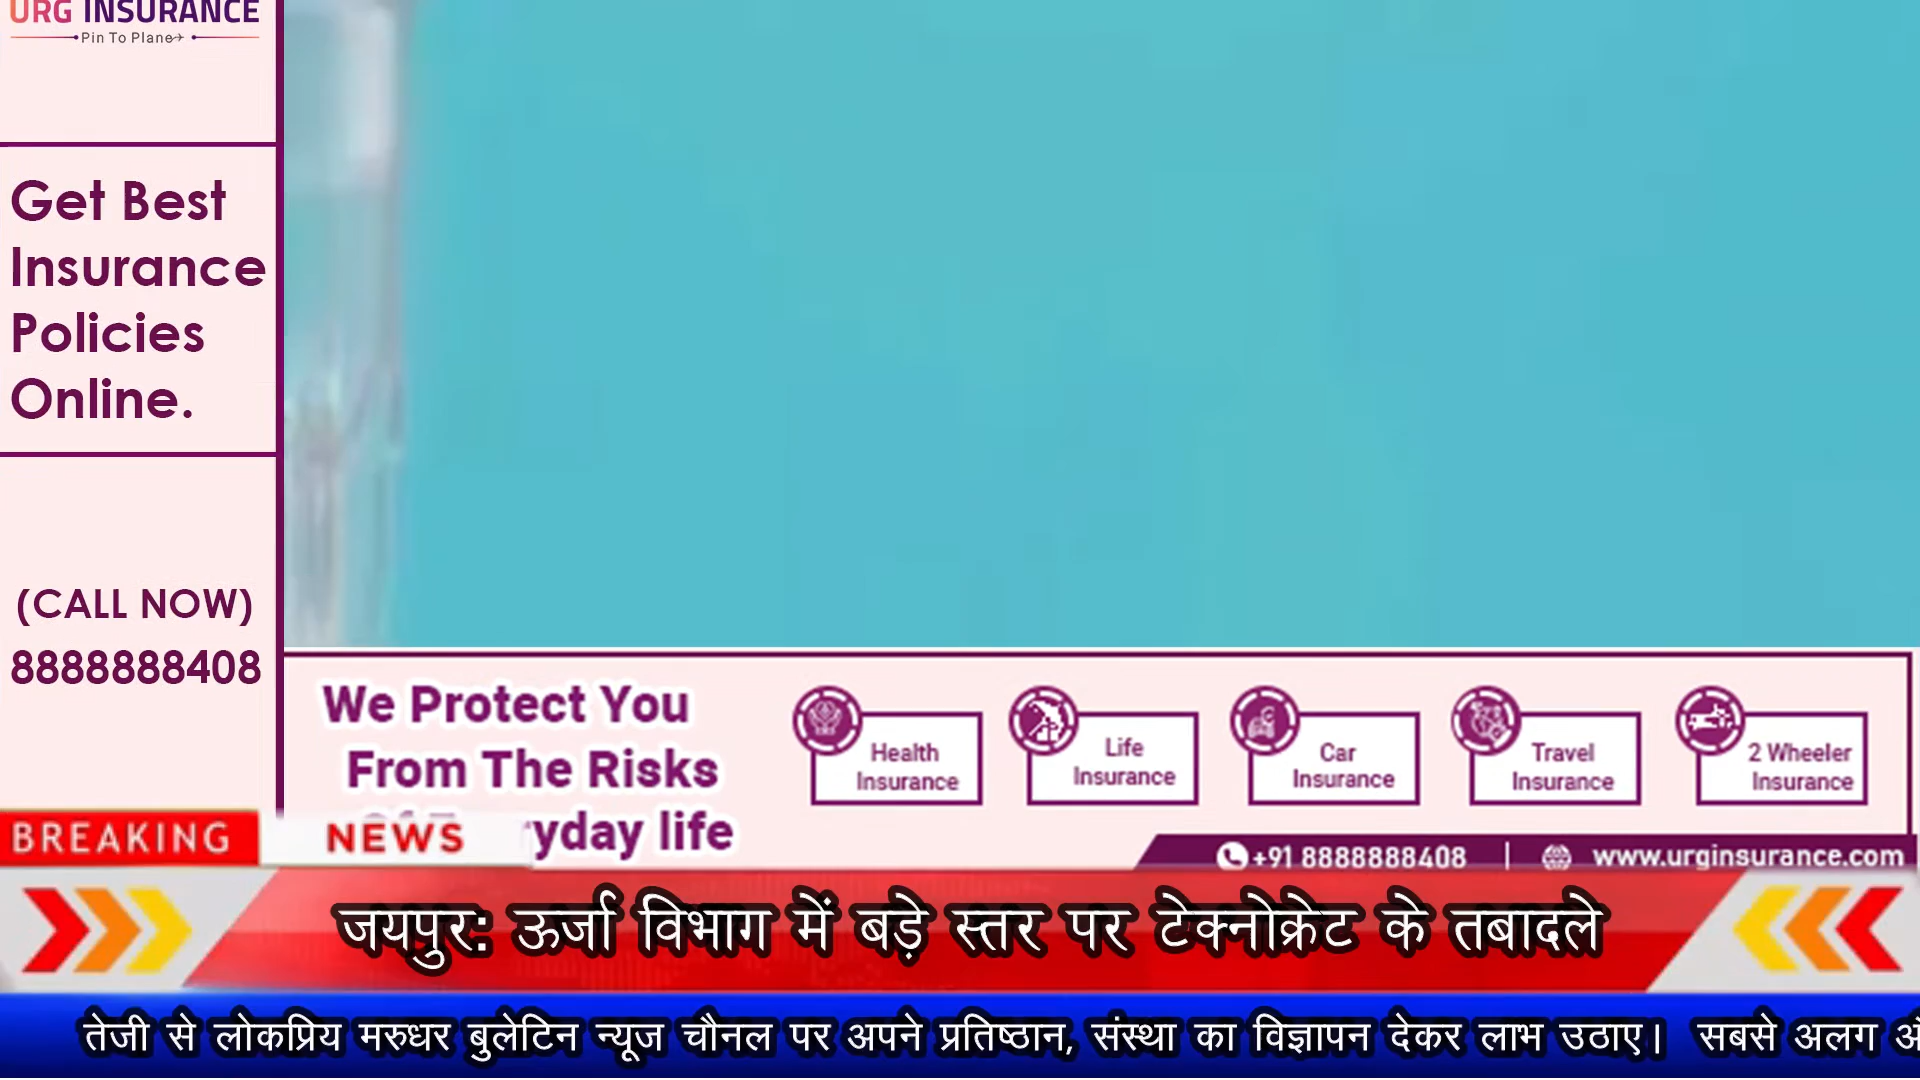 URG INSURANCE
Pin To Plane
Get Best
Insurance
Policies
Online.
(CALL NOW)
8888888408
We Protect You
From The Risks
yday life
Health
Insurance
Life
Insurance
Car
Insurance
Travel
Insurance
2 Wheeler
Insurance
+91 8888888408 | www.urginsurance.com
BREAKING NEWS
जयपुर: ऊर्जा विभाग में बड़े स्तर पर टेक्नोक्रेट के तबादले
तेजी से लोकप्रिय मरुधर बुलेटिन न्यूज चौनल पर अपने प्रतिष्ठान, संस्था का विज्ञापन देकर लाभ उठाए। सबसे अलग